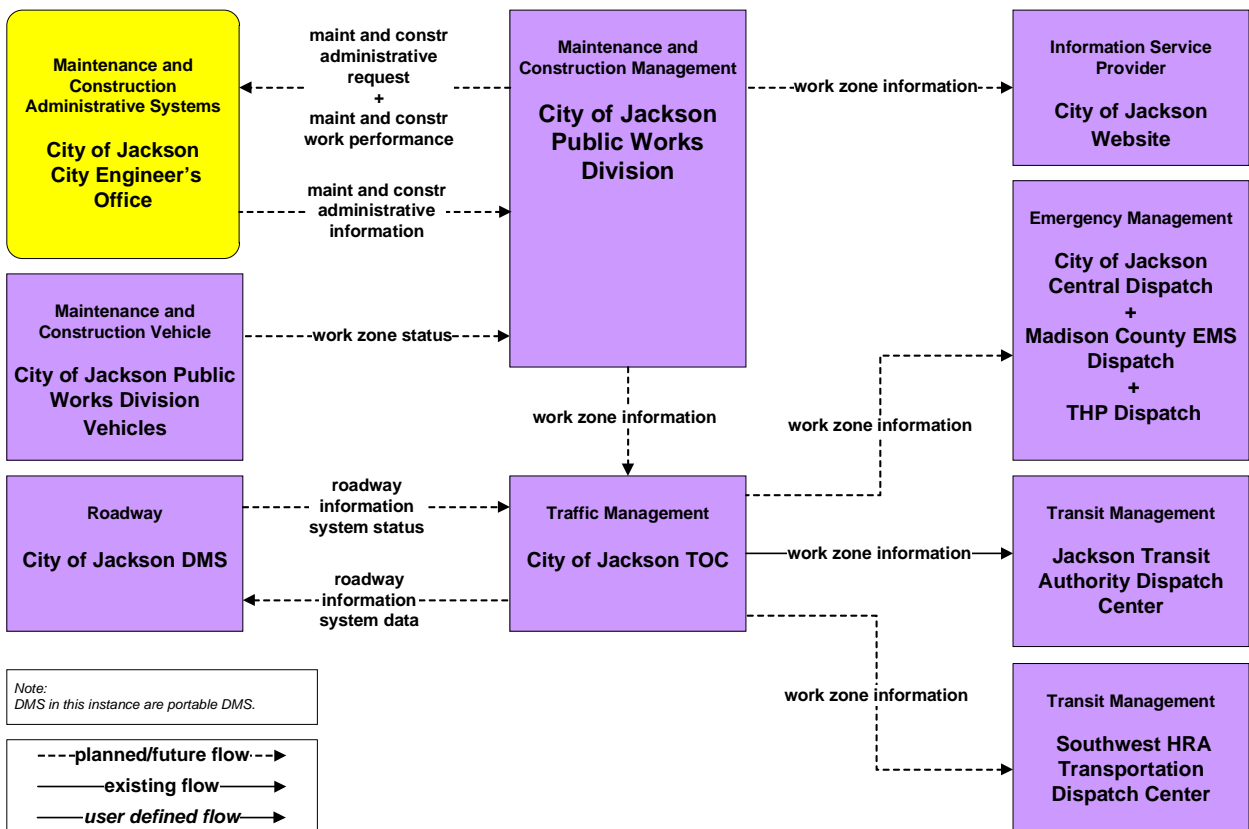 Maintenance and
Construction
Administrative Systems
City of Jackson
City Engineer's
Office
maint and constr
administrative
request
+
maint and constr
work performance
maint and constr
administrative
information
Maintenance and
Construction Management
City of Jackson
Public Works
Division
work zone information
Information Service
Provider
City of Jackson
Website
Maintenance and
Construction Vehicle
City of Jackson Public
Works Division
Vehicles
work zone status
work zone information
Emergency Management
City of Jackson
Central Dispatch
+
Madison County EMS
Dispatch
+
THP Dispatch
work zone information
Roadway
City of Jackson DMS
roadway
information
system status
roadway
information
system data
Traffic Management
City of Jackson TOC
work zone information
Transit Management
Jackson Transit
Authority Dispatch
Center
work zone information
Transit Management
Southwest HRA
Transportation
Dispatch Center
Note:
DMS in this instance are portable DMS.
planned/future flow
existing flow
user defined flow